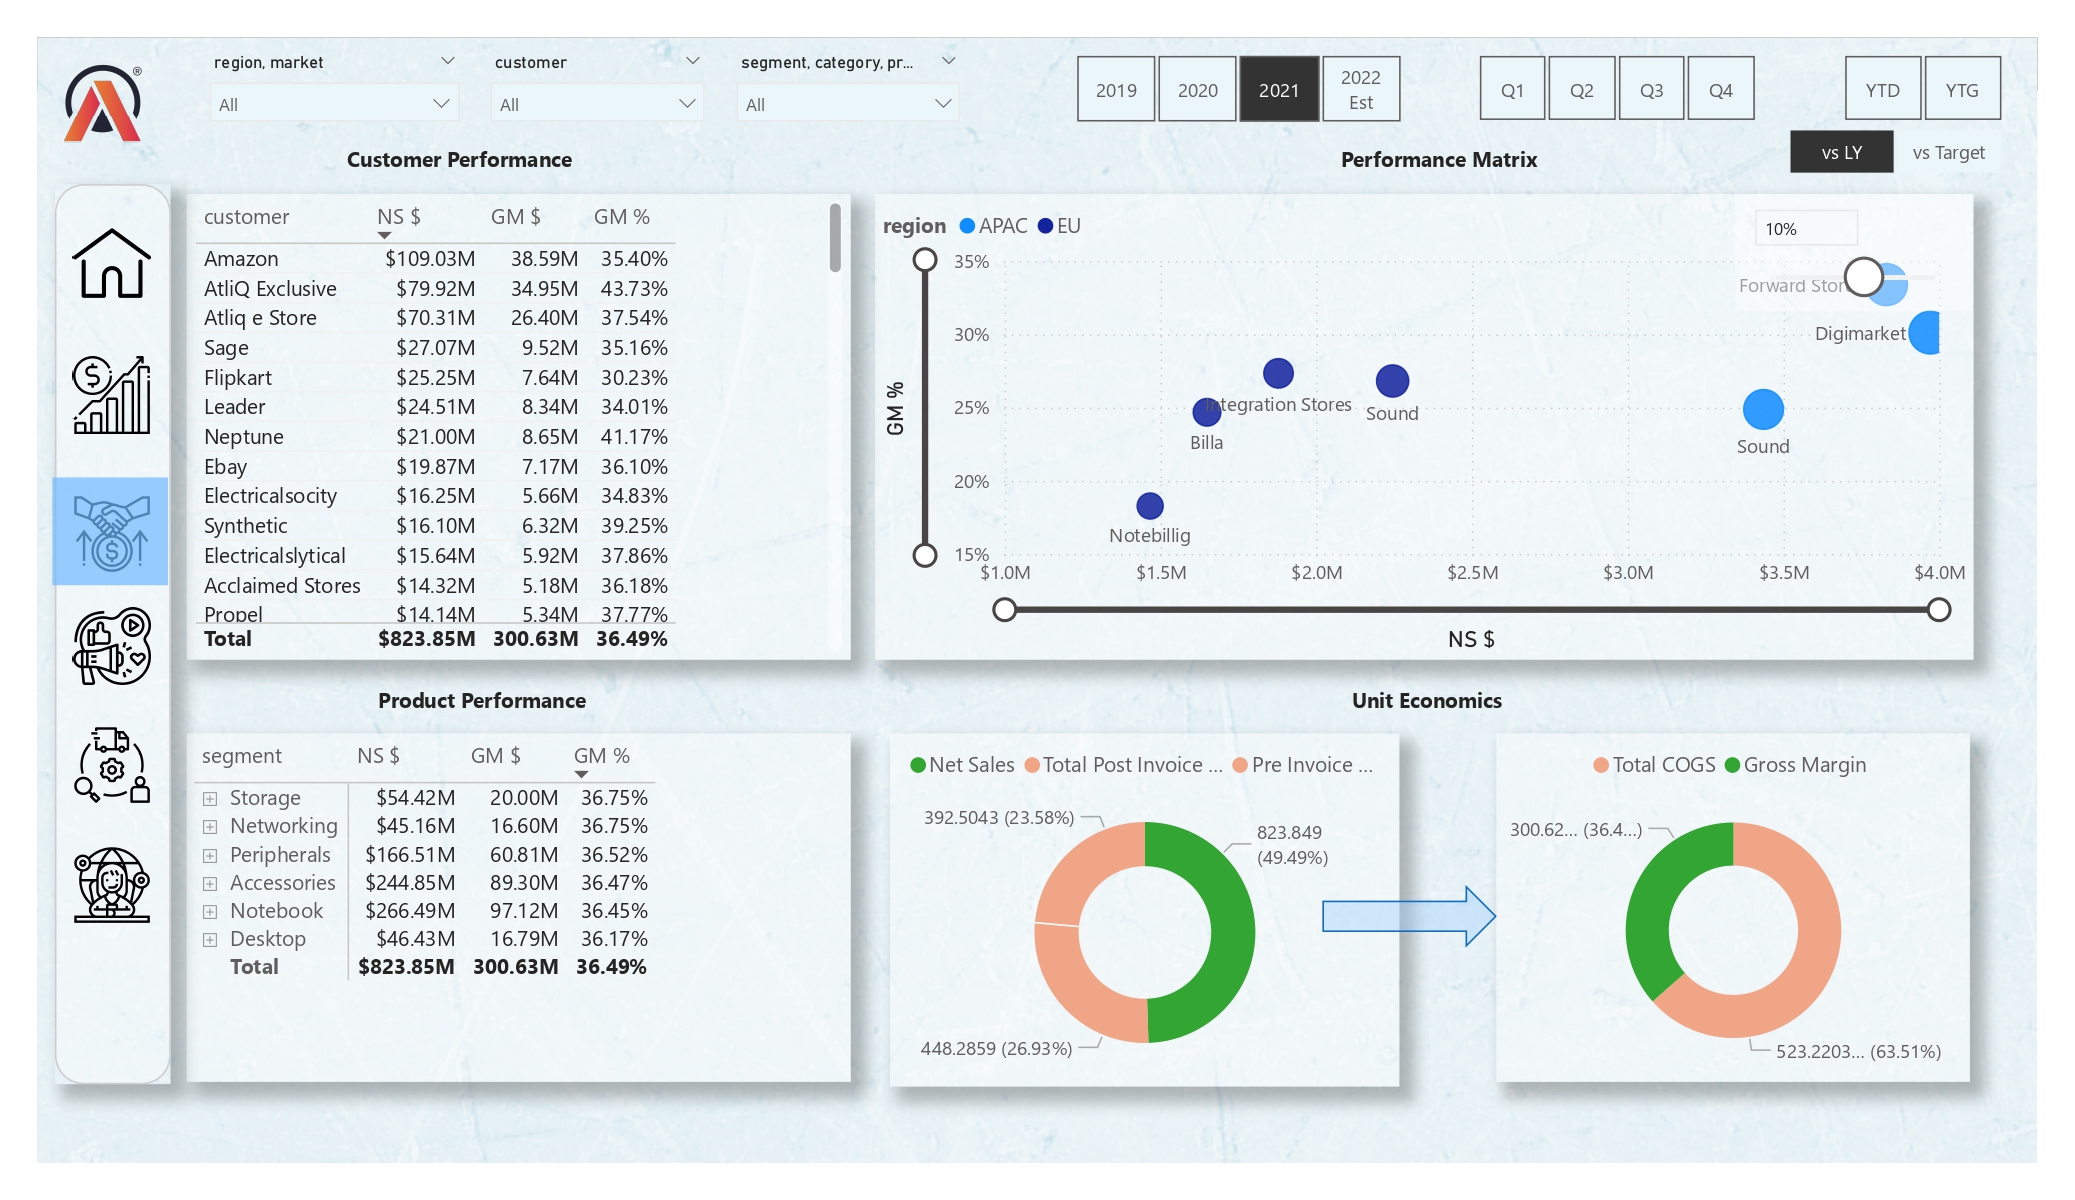 ®
region, market
customer
segment, category, pr...
All
All
All
2019
2020
2021
2022
Est
Q1
Q2
Q3
Q4
YTD
YTG
vs LY
vs Target
Customer Performance
customer NS $ GM $ GM %
Amazon $109.03M 38.59M 35.40%
AtliQ Exclusive $79.92M 34.95M 43.73%
Atliq e Store $70.31M 26.40M 37.54%
Sage $27.07M 9.52M 35.16%
Flipkart $25.25M 7.64M 30.23%
Leader $24.51M 8.34M 34.01%
Neptune $21.00M 8.65M 41.17%
Ebay $19.87M 7.17M 36.10%
Electricalsocity $16.25M 5.66M 34.83%
Synthetic $16.10M 6.32M 39.25%
Electricalslytical $15.64M 5.92M 37.86%
Acclaimed Stores $14.32M 5.18M 36.18%
Propel $14.14M 5.34M 37.77%
Total $823.85M 300.63M 36.49%
Performance Matrix
region APAC EU
10%
35%
30%
25%
20%
15%
GM %
Forward Stor
Digimarket
Integration Stores
Sound
Billa
Sound
Notebillig
$1.0M $1.5M $2.0M $2.5M $3.0M $3.5M $4.0M
NS $
Product Performance
segment NS $ GM $ GM %
Storage $54.42M 20.00M 36.75%
Networking $45.16M 16.60M 36.75%
Peripherals $166.51M 60.81M 36.52%
Accessories $244.85M 89.30M 36.47%
Notebook $266.49M 97.12M 36.45%
Desktop $46.43M 16.79M 36.17%
Total $823.85M 300.63M 36.49%
Unit Economics
Net Sales Total Post Invoice ... Pre Invoice ...
392.5043 (23.58%)
823.849
(49.49%)
448.2859 (26.93%)
Total COGS Gross Margin
300.62... (36.4...)
523.2203... (63.51%)